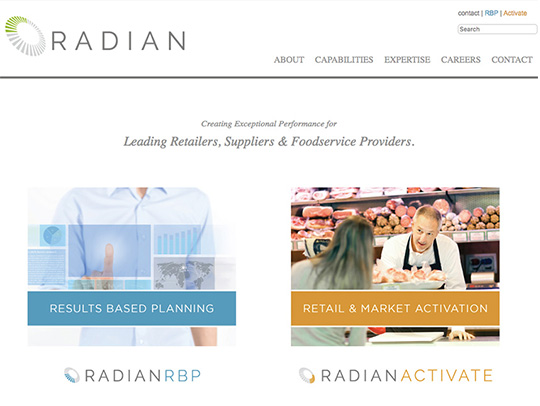 contact | RBP | Activate
Search
RADIAN
ABOUT CAPABILITIES EXPERTISE CAREERS CONTACT
Creating Exceptional Performance for
Leading Retailers, Suppliers & Foodservice Providers.
RESULTS BASED PLANNING
RETAIL & MARKET ACTIVATION
RADIANRBP
RADIANACTIVATE